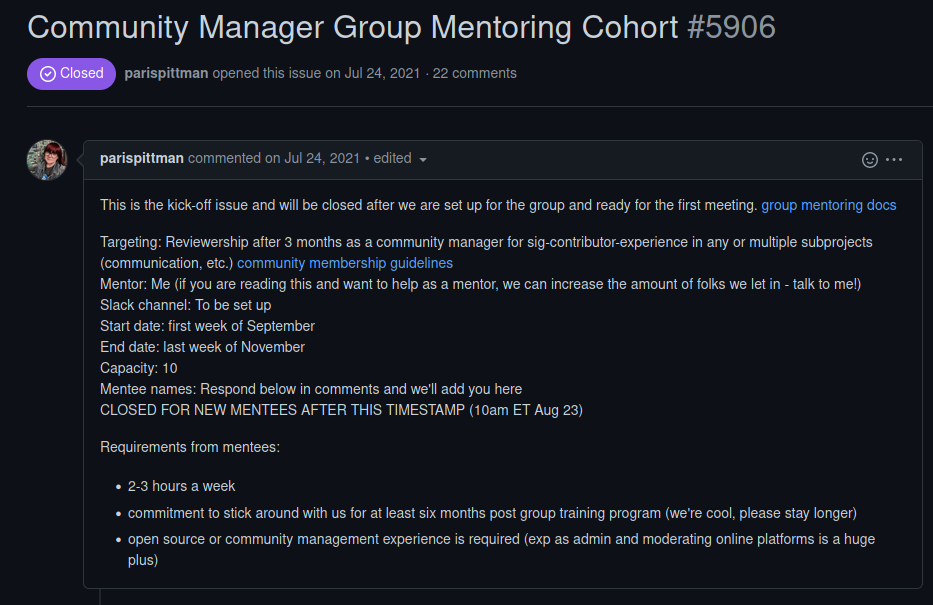 Community Manager Group Mentoring Cohort #5906
Closed parispittman opened this issue on Jul 24, 2021 · 22 comments
parispittman commented on Jul 24, 2021 • edited
This is the kick-off issue and will be closed after we are set up for the group and ready for the first meeting. group mentoring docs
Targeting: Reviewership after 3 months as a community manager for sig-contributor-experience in any or multiple subprojects
(communication, etc.) community membership guidelines
Mentor: Me (if you are reading this and want to help as a mentor, we can increase the amount of folks we let in - talk to me!)
Slack channel: To be set up
Start date: first week of September
End date: last week of November
Capacity: 10
Mentee names: Respond below in comments and we'll add you here
CLOSED FOR NEW MENTEES AFTER THIS TIMESTAMP (10am ET Aug 23)
Requirements from mentees:
• 2-3 hours a week
• commitment to stick around with us for at least six months post group training program (we're cool, please stay longer)
• open source or community management experience is required (exp as admin and moderating online platforms is a huge
plus)